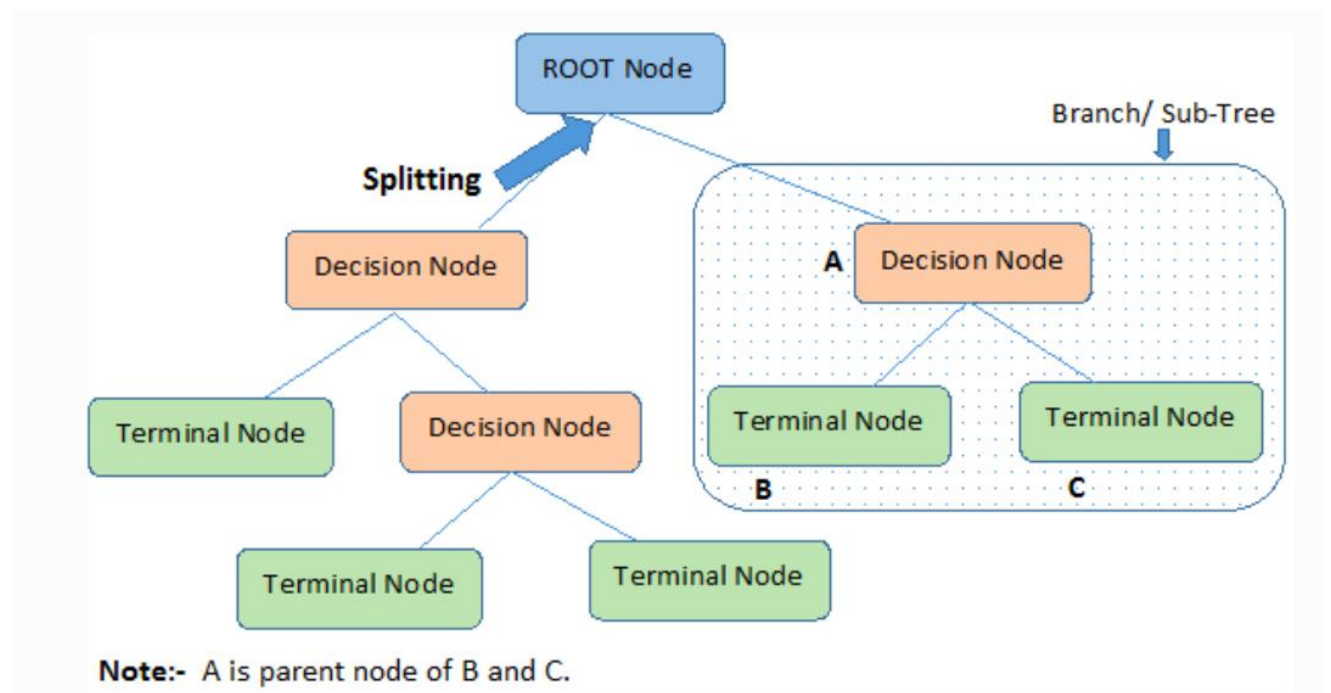 ROOT Node
Branch/ Sub-Tree
Splitting
Decision Node
A Decision Node
Terminal Node
Decision Node
Terminal Node
Terminal Node
B
C
Terminal Node
Terminal Node
Note:- A is parent node of B and C.